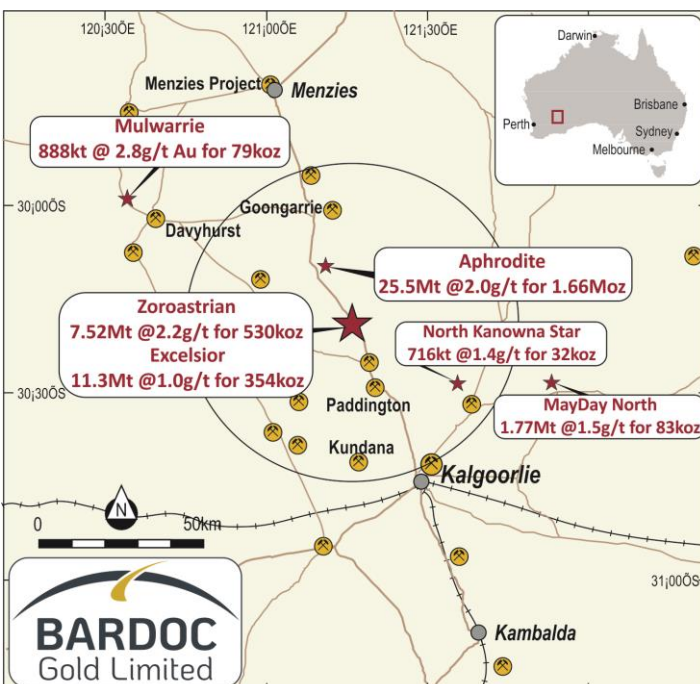 120¡30ÕE
121¡00ÕE
121¡30ÕE
Darwin
Brisbane
Perth
Sydney
Melbourne
Menzies Project
Menzies
Mulwarrie
888kt @ 2.8g/t Au for 79koz
30¡00ÕS
Goongarrie
Davyhurst
Aphrodite
25.5Mt @2.0g/t for 1.66Moz
Zoroastrian
7.52Mt @2.2g/t for 530koz
Excelsior
11.3Mt @1.0g/t for 354koz
North Kanowna Star
716kt @1.4g/t for 32koz
30¡30ÕS
Paddington
MayDay North
1.77Mt @1.5g/t for 83koz
Kundana
Kalgoorlie
N
0
50km
31¡00ÕS
BARDOC
Gold Limited
Kambalda